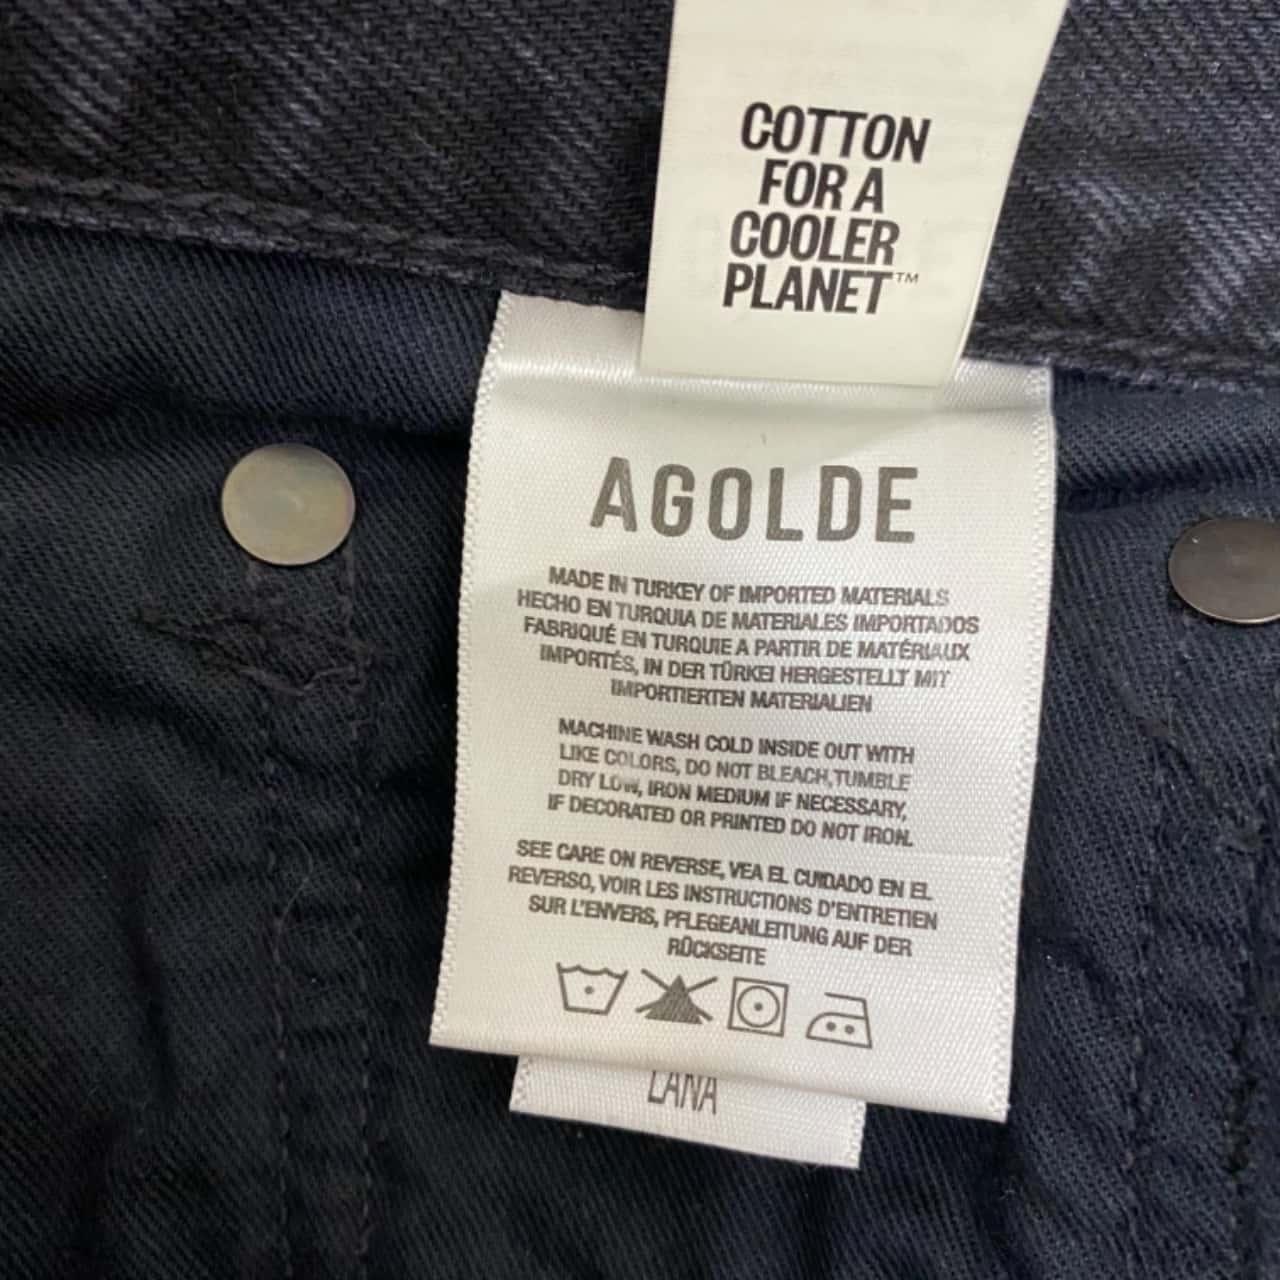 COTTON
FOR A
COOLER
PLANET™
AGOLDE
MADE IN TURKEY OF IMPORTED MATERIALS
HECHO EN TURQUIA DE MATERIALES IMPORTADOS
FABRIQUÉ EN TURQUIE A PARTIR DE MATÉRIAUX
IMPORTÉS, IN DER TÜRKEI HERGESTELLT MIT
IMPORTIERTEN MATERIALIEN
MACHINE WASH COLD INSIDE OUT WITH
LIKE COLORS, DO NOT BLEACH,TUMBLE
DRY LOW, IRON MEDIUM IF NECESSARY,
IF DECORATED OR PRINTED DO NOT IRON.
SEE CARE ON REVERSE, VEA EL CUIDADO EN EL
REVERSO, VOIR LES INSTRUCTIONS D'ENTRETIEN
SUR L'ENVERS, PFLEGEANLEITUNG AUF DER
RÜCKSEITE
LANA